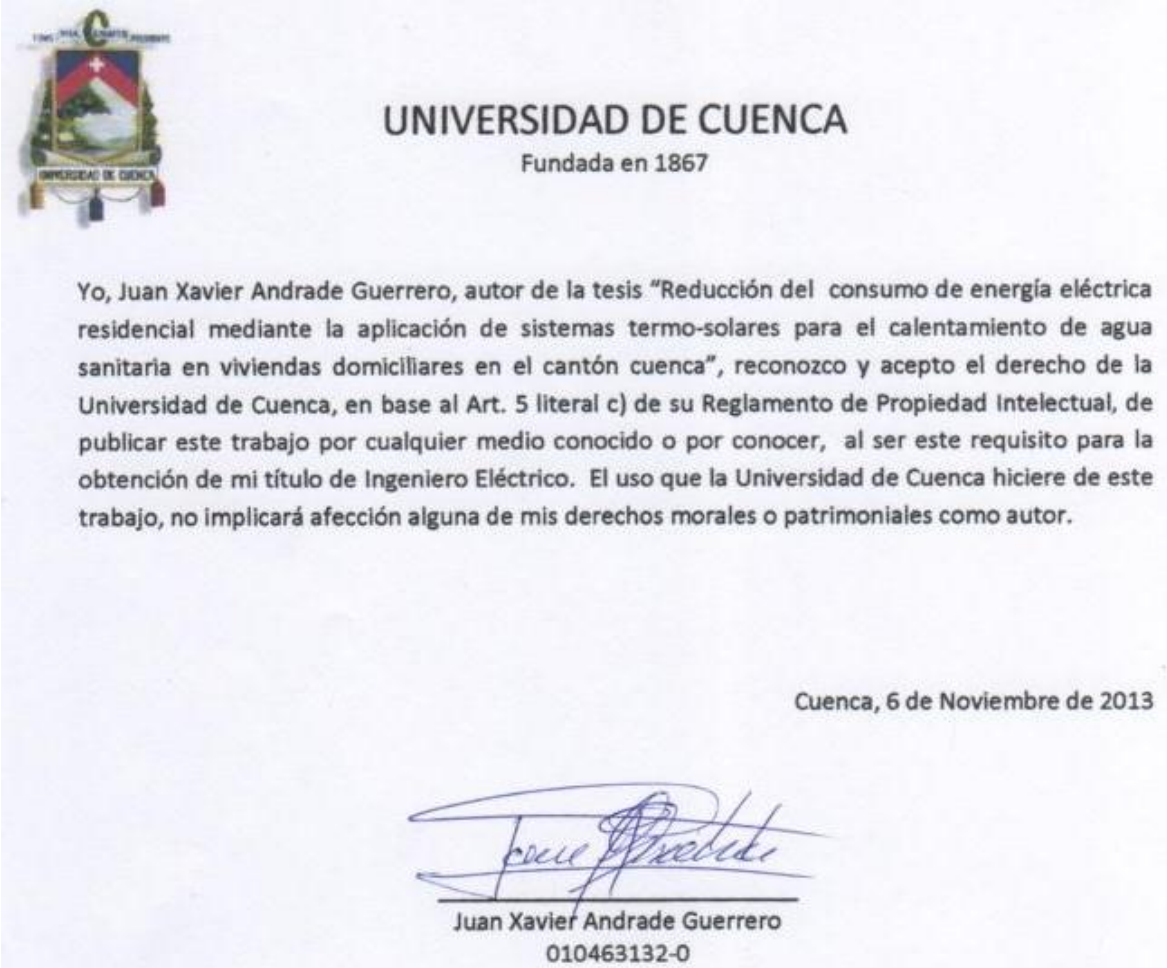 UNIVERSIDAD DE CUENCA
UNIVERSIDAD DE CUENCA
Fundada en 1867
Yo, Juan Xavier Andrade Guerrero, autor de la tesis “Reducción del consumo de energía eléctrica
residencial mediante la aplicación de sistemas termo-solares para el calentamiento de agua
sanitaria en viviendas domiciliares en el cantón cuenca”, reconozco y acepto el derecho de la
Universidad de Cuenca, en base al Art. 5 literal c) de su Reglamento de Propiedad Intelectual, de
publicar este trabajo por cualquier medio conocido o por conocer, al ser este requisito para la
obtención de mi título de Ingeniero Eléctrico. El uso que la Universidad de Cuenca hiciere de este
trabajo, no implicará afección alguna de mis derechos morales o patrimoniales como autor.
Cuenca, 6 de Noviembre de 2013
Juan Xavier Andrade Guerrero
010463132-0